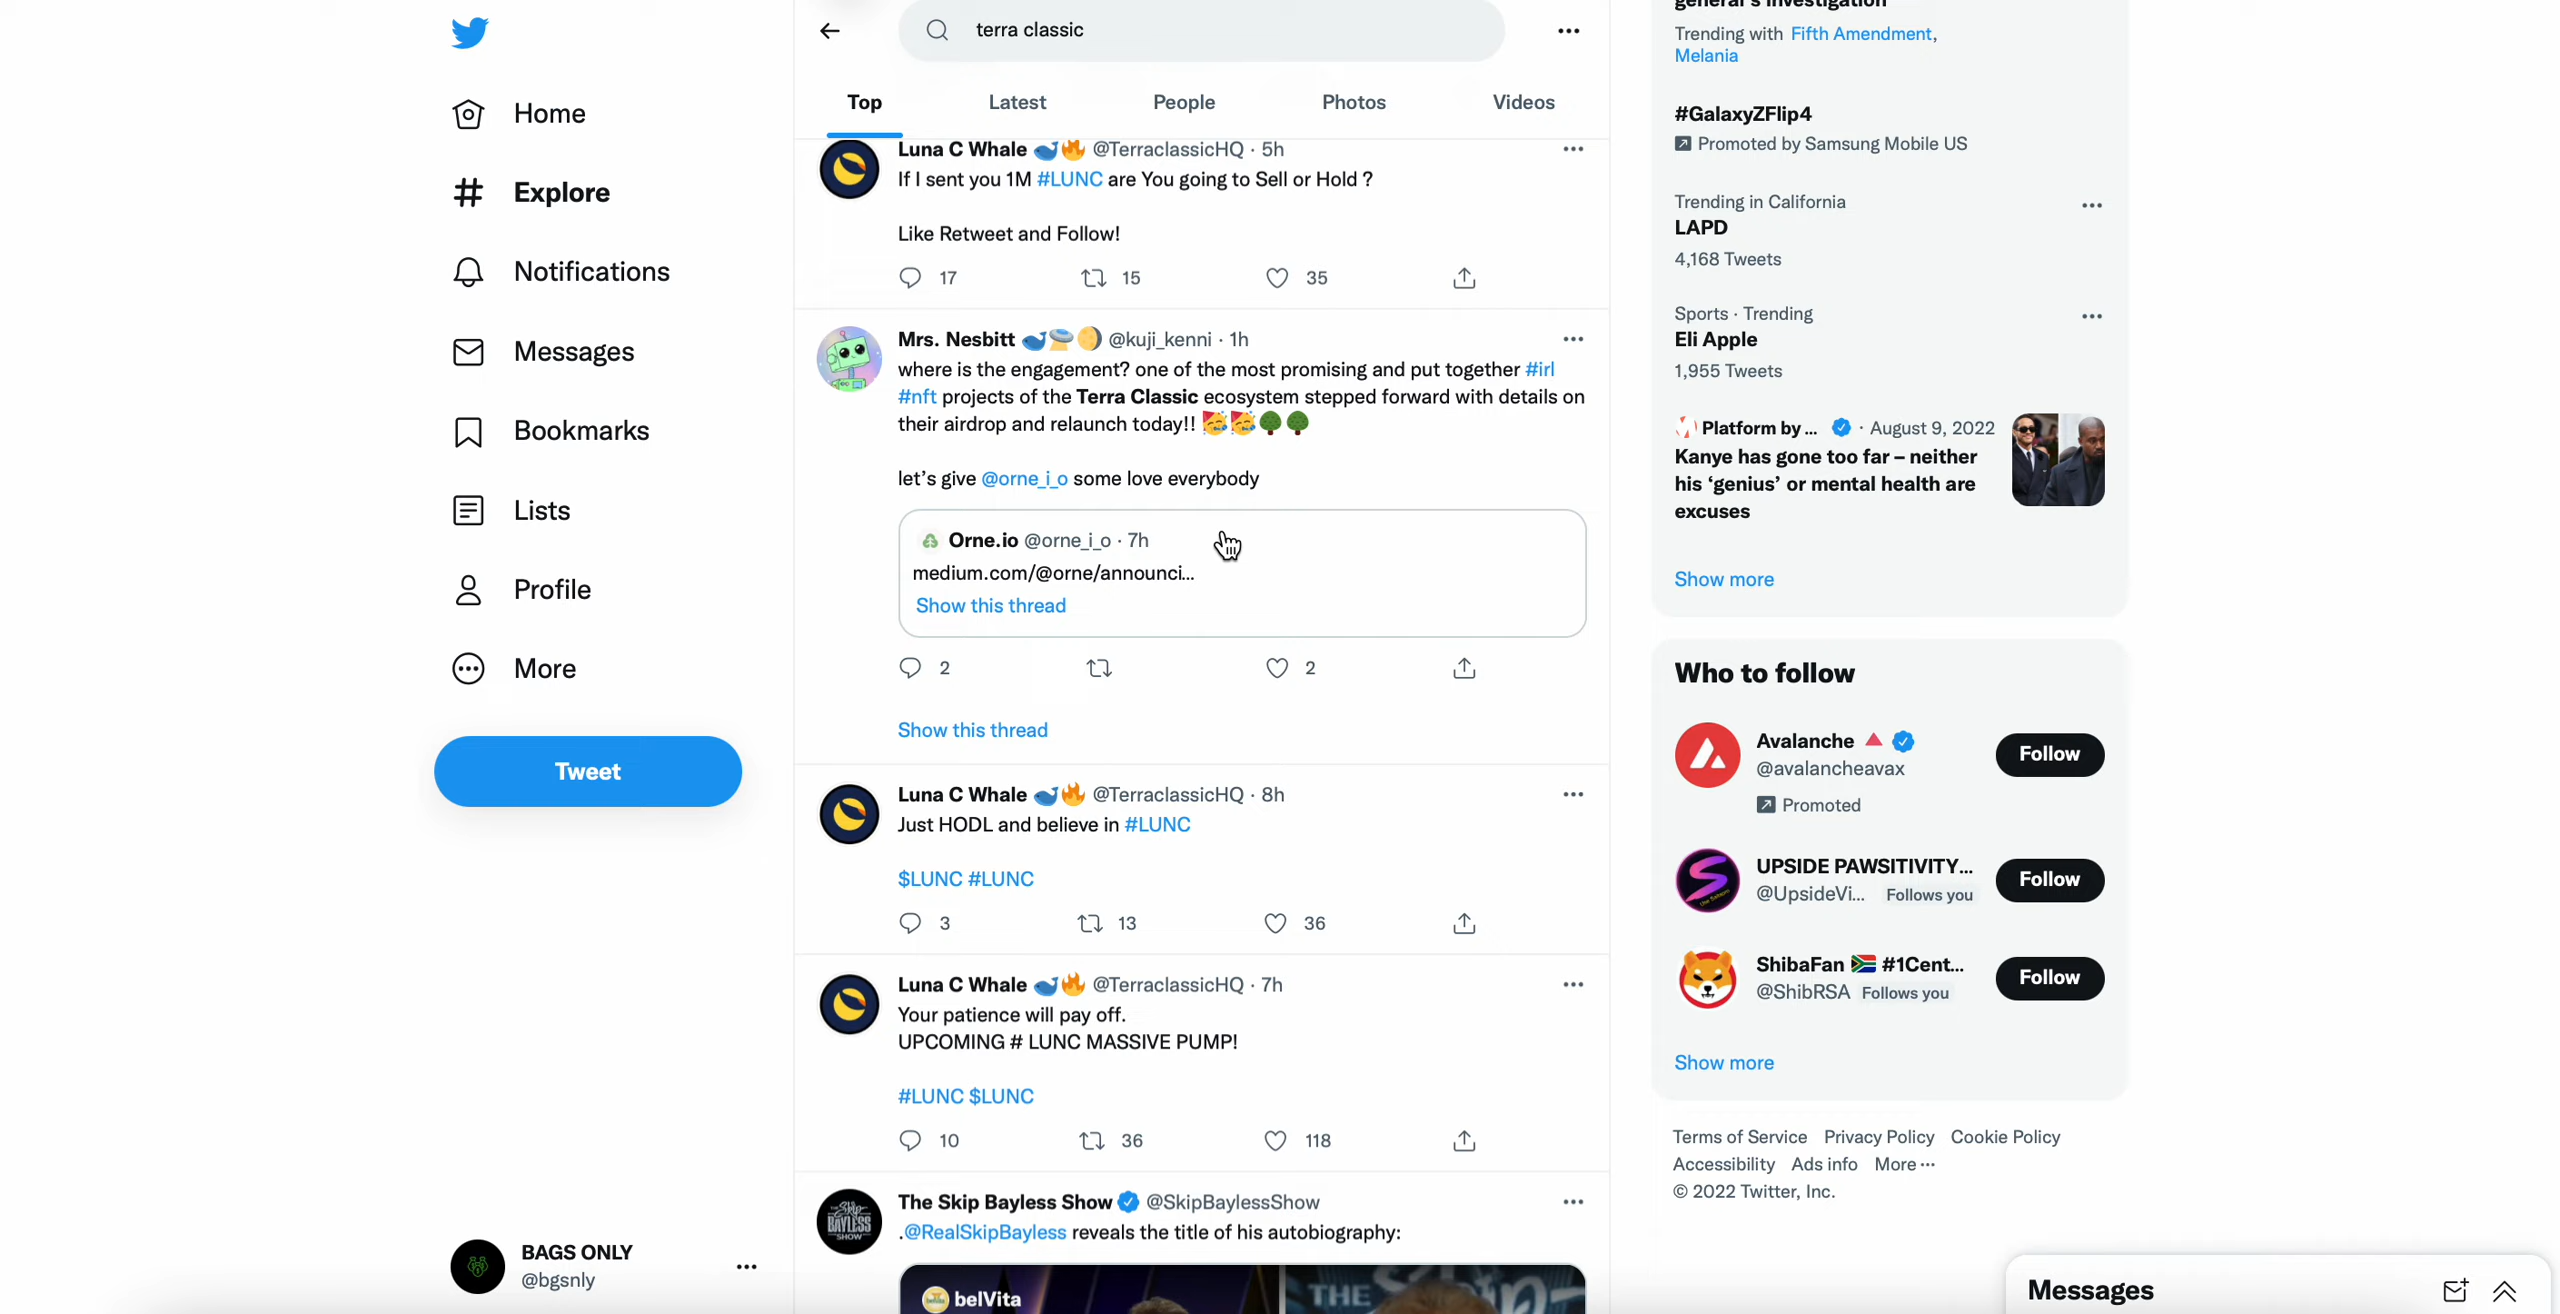 Home
Explore
Notifications
Messages
Bookmarks
Lists
Profile
More
Tweet
BAGS ONLY
@bgsnly
terra classic
Top Latest People Photos Videos
Luna C Whale @TerraclassicHQ · 5h
If I sent you 1M #LUNC are You going to Sell or Hold ?
Like Retweet and Follow!
17 15 35
Mrs. Nesbitt @kuji_kenni · 1h
where is the engagement? one of the most promising and put together #irl
#nft projects of the Terra Classic ecosystem stepped forward with details on
their airdrop and relaunch today!!
let's give @orne_i_o some love everybody
Orne.io @orne_i_o · 7h
medium.com/@orne/announci...
Show this thread
2 2
Show this thread
Luna C Whale @TerraclassicHQ · 8h
Just HODL and believe in #LUNC
$LUNC #LUNC
3 13 36
Luna C Whale @TerraclassicHQ · 7h
Your patience will pay off.
UPCOMING # LUNC MASSIVE PUMP!
#LUNC $LUNC
10 36 118
THE SKIP BAYLESS SHOW
The Skip Bayless Show @SkipBaylessShow
.@RealSkipBayless reveals the title of his autobiography:
belVita
THE
general's investigation
Trending with Fifth Amendment,
Melania
#GalaxyZFlip4
Promoted by Samsung Mobile US
Trending in California
LAPD
4,168 Tweets
Sports · Trending
Eli Apple
1,955 Tweets
Platform by ... · August 9, 2022
Kanye has gone too far – neither
his ‘genius’ or mental health are
excuses
Show more
Who to follow
Avalanche
@avalancheavax
Promoted
Follow
UPSIDE PAWSITIVITY...
@UpsideVi... Follows you
Follow
ShibaFan #1Cent...
@ShibRSA Follows you
Follow
Show more
Terms of Service Privacy Policy Cookie Policy
Accessibility Ads info More ···
© 2022 Twitter, Inc.
Messages